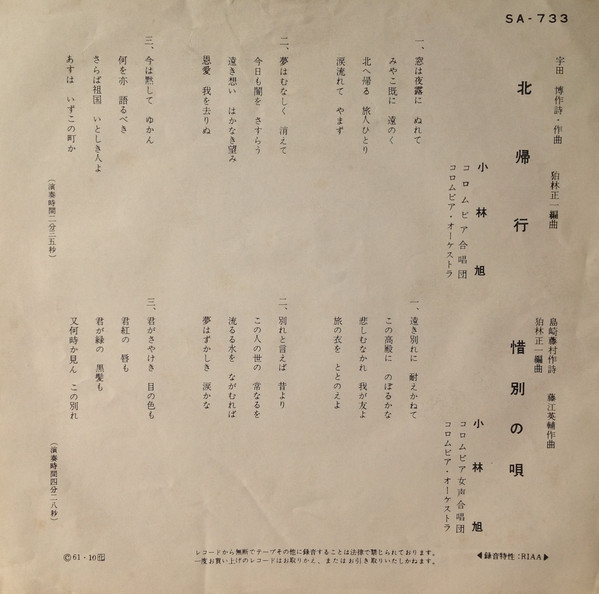 SA-733
宇田 博作詩・作曲
狛林正一編曲
北帰行
小林 旭
コロムビア合唱団
コロムビア・オーケストラ
一、窓は夜露に ぬれて
みやこ既に 遠のく
北へ帰る 旅人ひとり
涙流れて やまず
二、夢はむなしく 消えて
今日も闇を さすらう
遠き想い はかなき望み
恩愛 我を去りぬ
三、今は黙して ゆかん
何を亦 語るべき
さらば祖国 いとしき人よ
あすは いずこの町か
(演奏時間二分三五秒)
島崎藤村作詩 藤江英輔作曲
狛林正一編曲
惜別の唄
小林 旭
コロムビア女声合唱団
コロムビア・オーケストラ
一、遠き別れに 耐えかねて
この高殿に のぼるかな
悲しむなかれ 我が友よ
旅の衣を ととのえよ
二、別れと言えば 昔より
この人の世の 常なるを
流るる水を ながむれば
夢はずかしき 涙かな
三、君がさやけき 目の色も
君紅の 唇も
君が緑の 黒髪も
又何時か見ん この別れ
(演奏時間四分二八秒)
◀録音特性:RIAA▶
レコードから無断でテープその他に録音することは法律で禁じられております。
一度お買い上げのレコードはお取りかえ、またはお引き取りいたしかねます。
©61・10